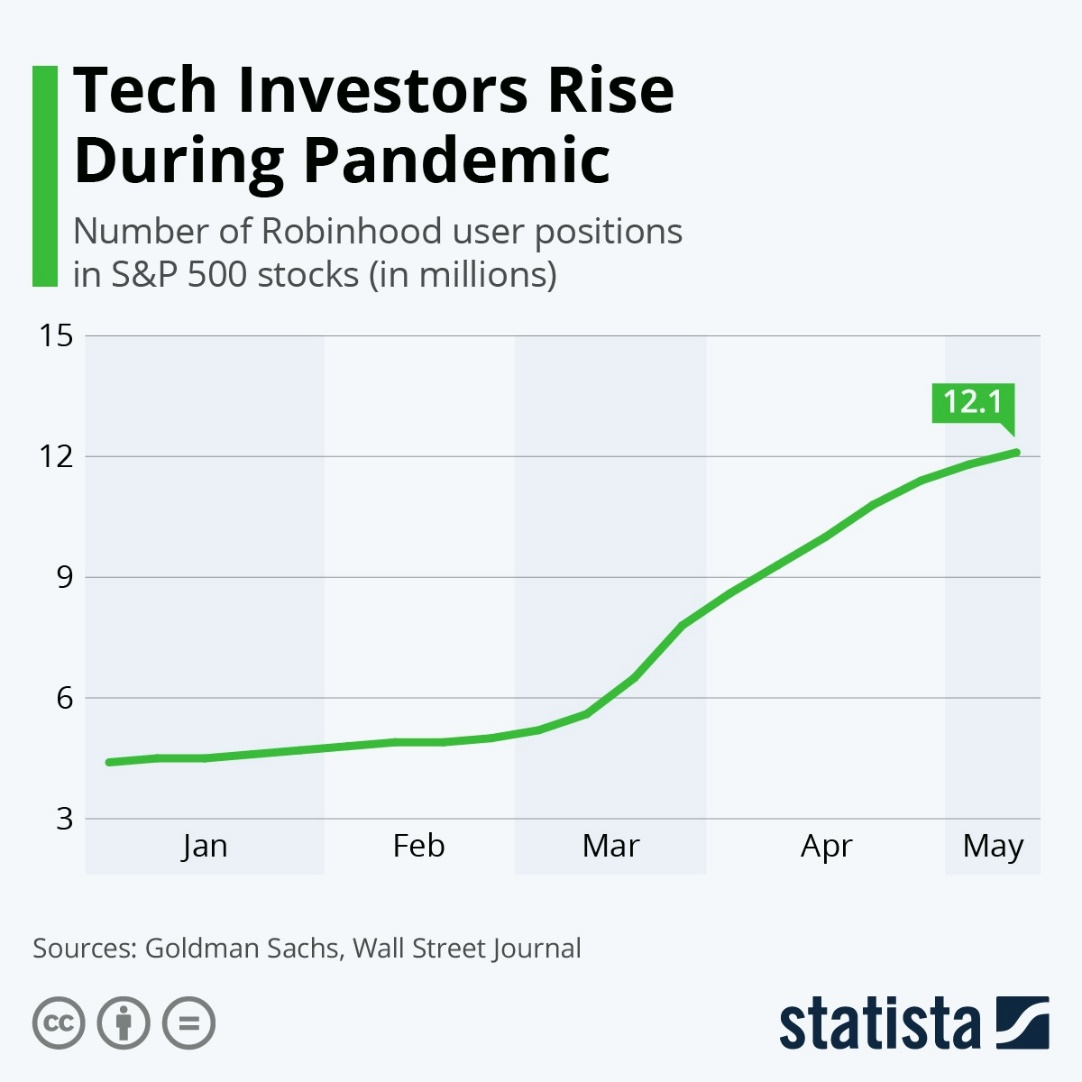 Tech Investors Rise
During Pandemic
Number of Robinhood user positions
in S&P 500 stocks (in millions)
15
12.1
12
9
6
3
Jan Feb Mar Apr May
Sources: Goldman Sachs, Wall Street Journal
cc =
statista